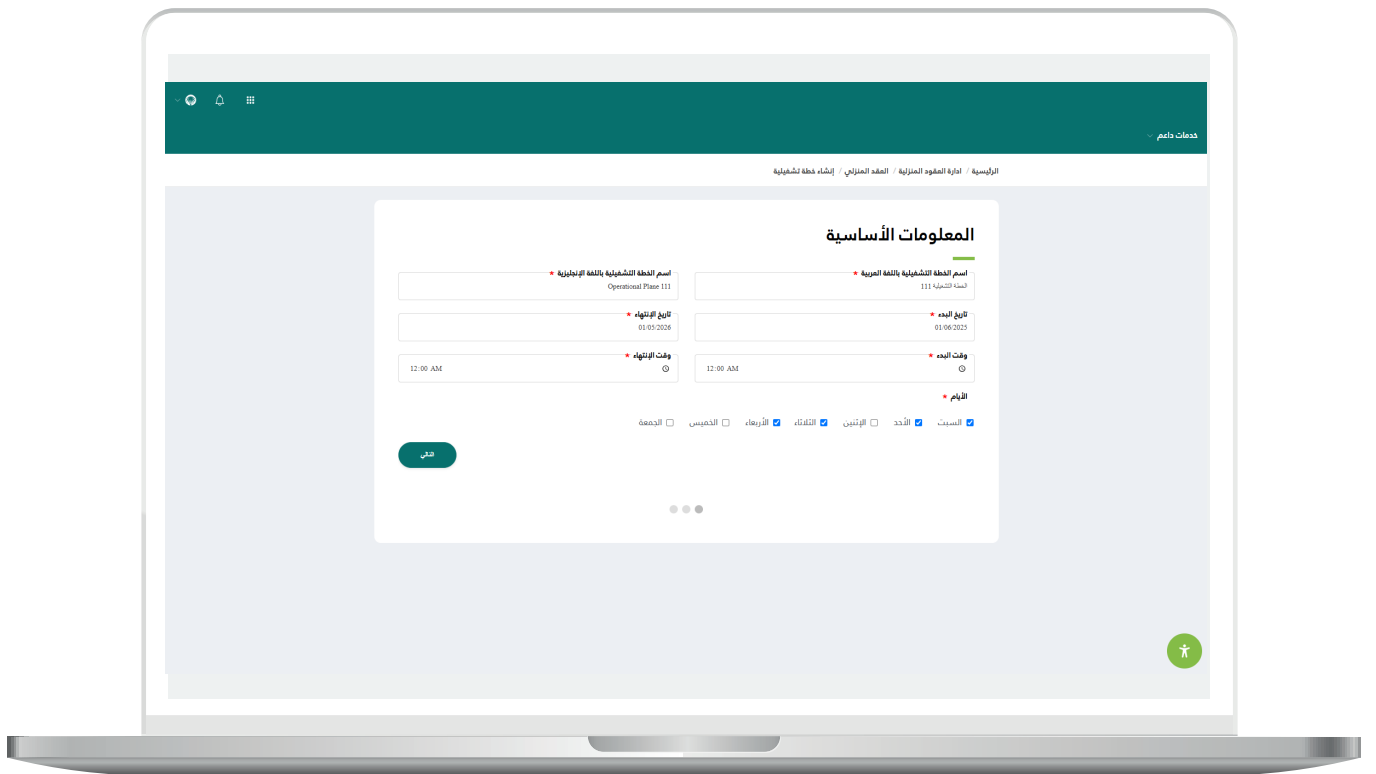 خدمات داعم
الرئيسية / ادارة العقود المنزلية / العقد المنزلي / إنشاء خطة تشغيلية
المعلومات الأساسية
اسم الخطة التشغيلية باللغة العربية *
الخطة التشغيلية 111
اسم الخطة التشغيلية باللغة الإنجليزية *
Operational Plane 111
تاريخ البدء *
01/06/2025
تاريخ الإنتهاء *
01/05/2026
وقت البدء *
12:00 AM
وقت الإنتهاء *
12:00 AM
الأيام *
السبت الأحد الإثنين الثلاثاء الأربعاء الخميس الجمعة
التالي